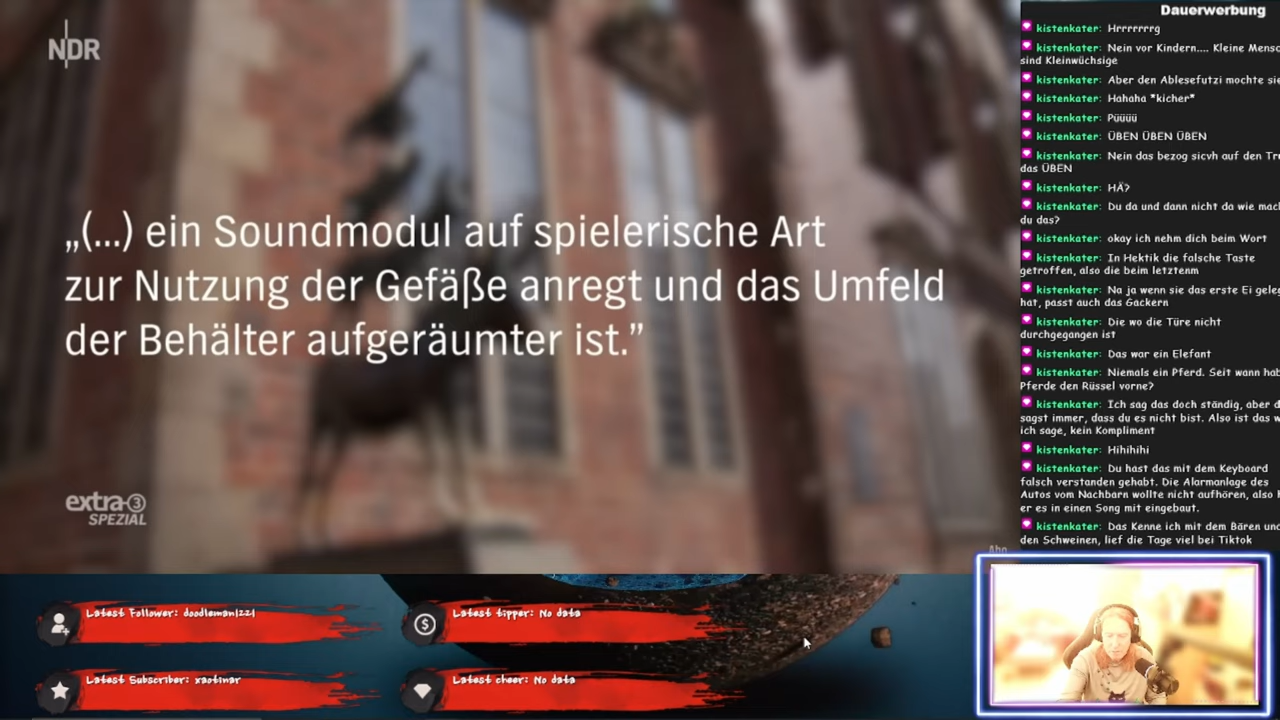 NDR
„(...) ein Soundmodul auf spielerische Art
zur Nutzung der Gefäße anregt und das Umfeld
der Behälter aufgeräumter ist.”
extra 3
SPEZIAL
Abo
Dauerwerbung
kistenkater: Hrrrrrrrg
kistenkater: Nein vor Kindern.... Kleine
sind Kleinwüchsige
kistenkater: Aber den Ablesefutzi mochte
kistenkater: Hahaha *kicher*
kistenkater: Püüüü
kistenkater: ÜBEN ÜBEN ÜBEN
kistenkater: Nein das bezog sicvh auf den
das ÜBEN
kistenkater: HÄ?
kistenkater: Du da und dann nicht da wie
du das?
kistenkater: okay ich nehm dich beim Wort
kistenkater: In Hektik die falsche Taste
getroffen, also die beim letztenm
kistenkater: Na ja wenn sie das erste Ei
hat, passt auch das Gackern
kistenkater: Die wo die Türe nicht
durchgegangen ist
kistenkater: Das war ein Elefant
kistenkater: Niemals ein Pferd. Seit wann
Pferde den Rüssel vorne?
kistenkater: Ich sag das doch ständig, aber
sagst immer, dass du es nicht bist. Also ist das
ich sage, kein Kompliment
kistenkater: Hihihihi
kistenkater: Du hast das mit dem Keyboard
falsch verstanden gehabt. Die Alarmanlage des
Autos vom Nachbarn wollte nicht aufhören, also
er es in einen Song mit eingebaut.
kistenkater: Das Kenne ich mit dem Bären
den Schweinen, lief die Tage viel bei Tiktok
Latest Follower: doodleman1221
Latest tipper: No data
Latest Subscriber: xaotinar
Latest cheer: No data